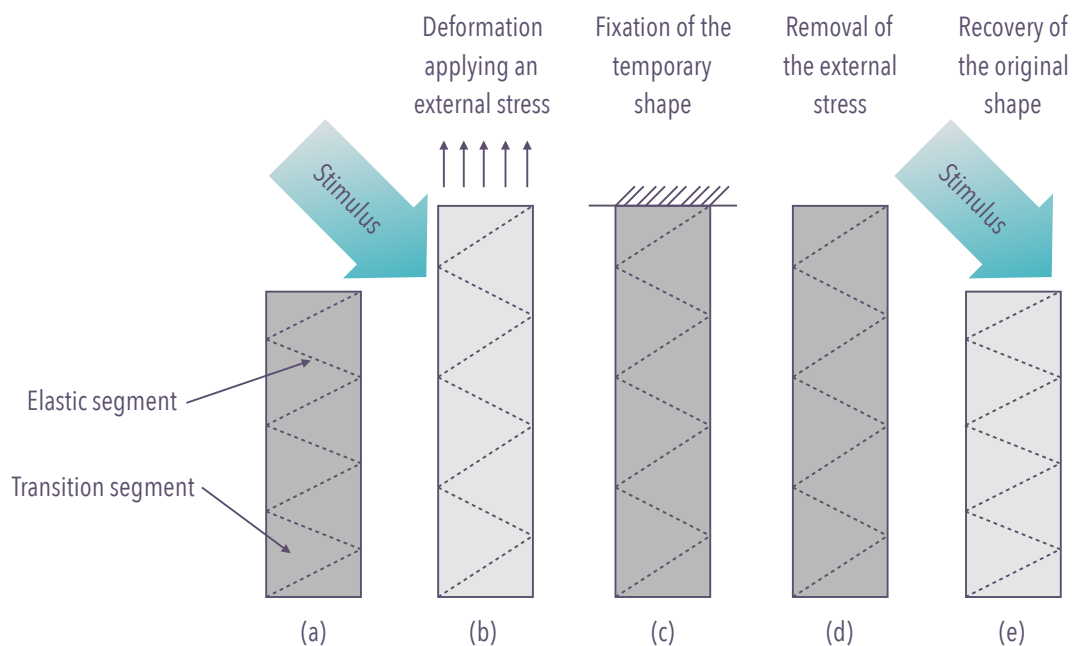 Deformation
applying an
external stress
Fixation of the
temporary
shape
Removal of
the external
stress
Recovery of
the original
shape
Stimulus
Stimulus
Elastic segment
Transition segment
(a)
(b)
(c)
(d)
(e)